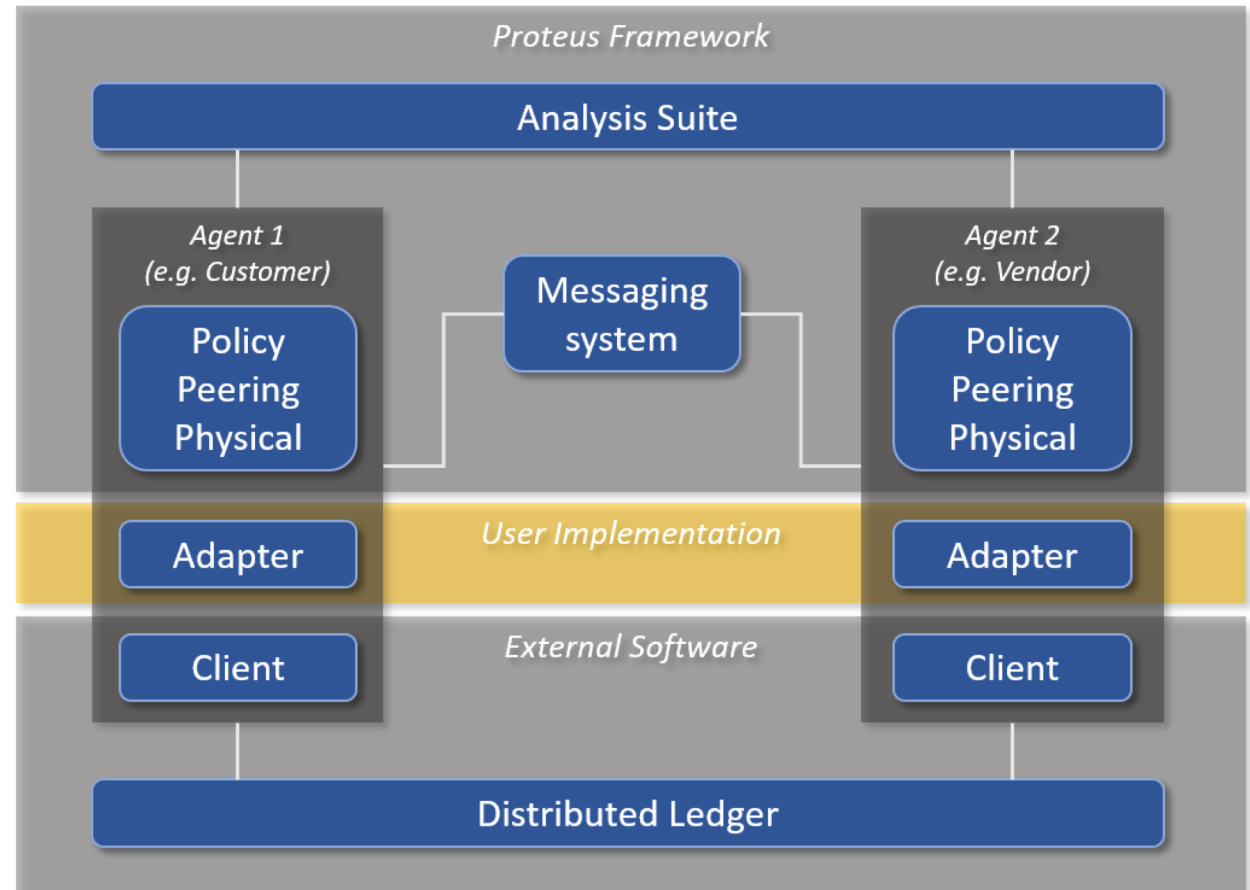 Proteus Framework
Analysis Suite
Agent 1
(e.g. Customer)
Policy
Peering
Physical
Messaging
system
Agent 2
(e.g. Vendor)
Policy
Peering
Physical
User Implementation
Adapter
Adapter
External Software
Client
Client
Distributed Ledger